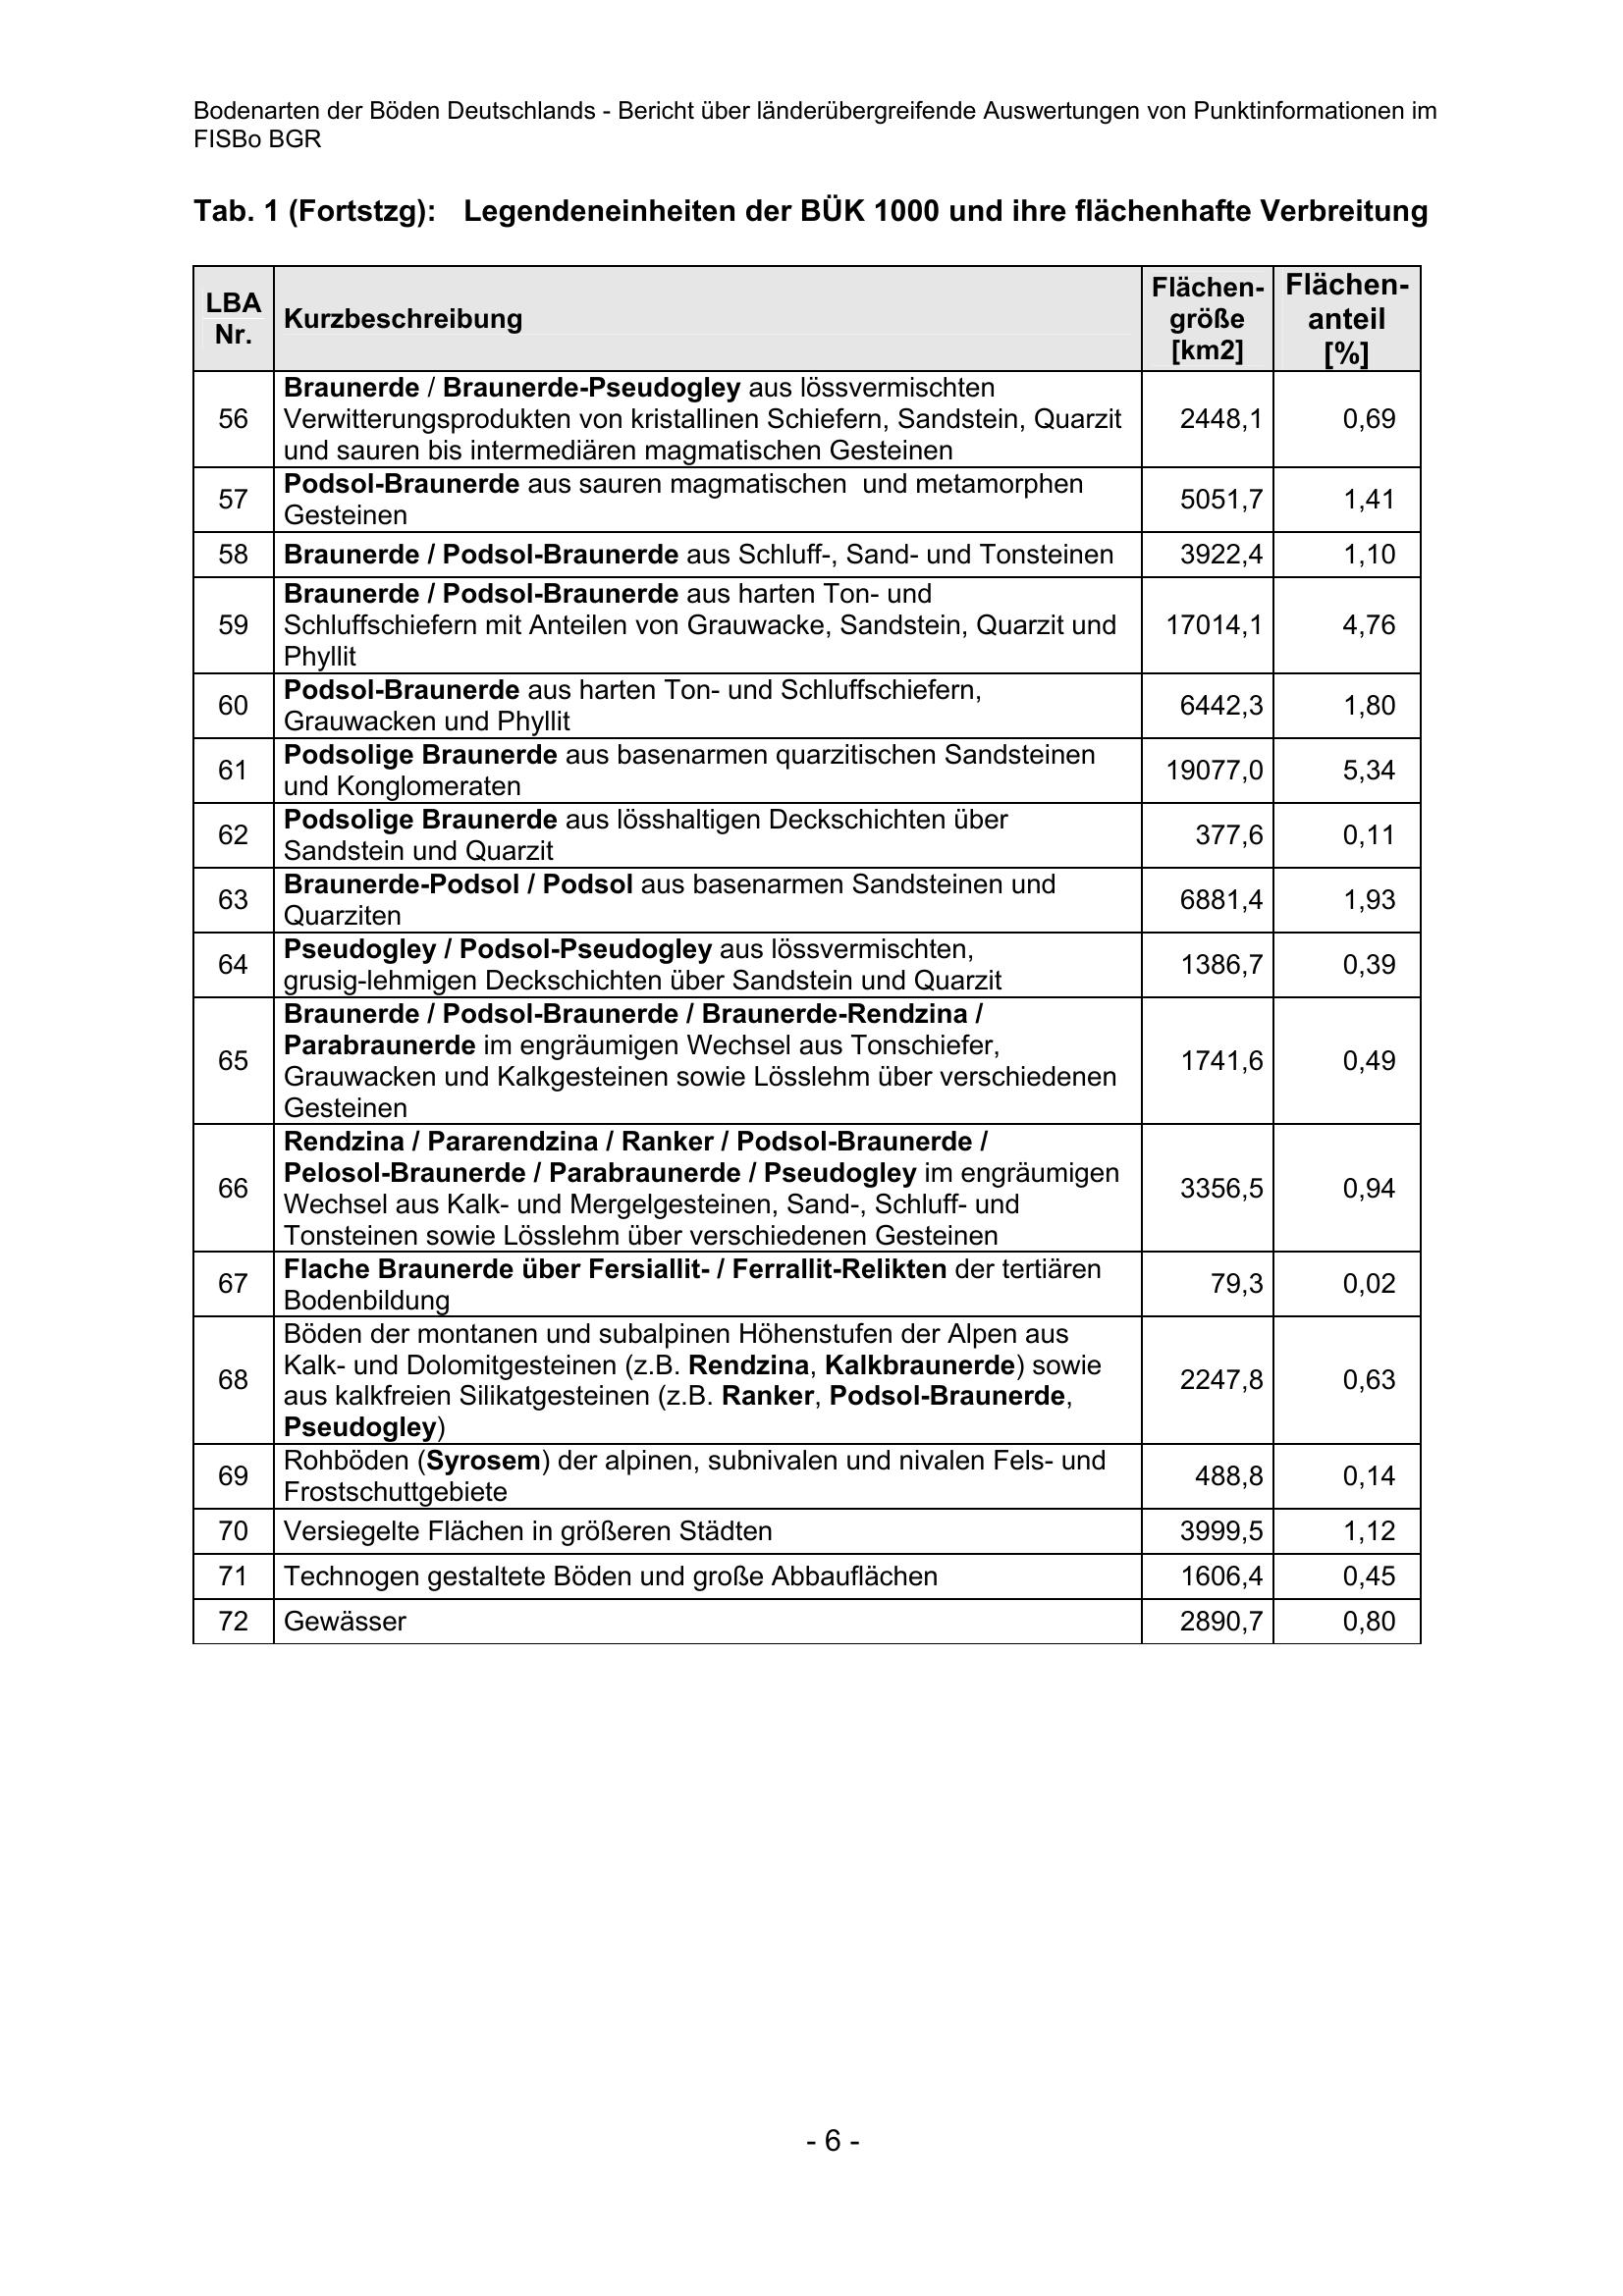 Bodenarten der Böden Deutschlands - Bericht über länderübergreifende Auswertungen von Punktinformationen im
FISBo BGR
Tab. 1 (Fortstzg): Legendeneinheiten der BÜK 1000 und ihre flächenhafte Verbreitung
LBA
Nr.
Kurzbeschreibung
Flächen-
größe
[km2]
Flächen-
anteil
[%]
56
Braunerde / Braunerde-Pseudogley aus lössvermischten
Verwitterungsprodukten von kristallinen Schiefern, Sandstein, Quarzit
und sauren bis intermediären magmatischen Gesteinen
2448,1
0,69
57
Podsol-Braunerde aus sauren magmatischen und metamorphen
Gesteinen
5051,7
1,41
58
Braunerde / Podsol-Braunerde aus Schluff-, Sand- und Tonsteinen
3922,4
1,10
59
Braunerde / Podsol-Braunerde aus harten Ton- und
Schluffschiefern mit Anteilen von Grauwacke, Sandstein, Quarzit und
Phyllit
17014,1
4,76
60
Podsol-Braunerde aus harten Ton- und Schluffschiefern,
Grauwacken und Phyllit
6442,3
1,80
61
Podsolige Braunerde aus basenarmen quarzitischen Sandsteinen
und Konglomeraten
19077,0
5,34
62
Podsolige Braunerde aus lösshaltigen Deckschichten über
Sandstein und Quarzit
377,6
0,11
63
Braunerde-Podsol / Podsol aus basenarmen Sandsteinen und
Quarziten
6881,4
1,93
64
Pseudogley / Podsol-Pseudogley aus lössvermischten,
grusig-lehmigen Deckschichten über Sandstein und Quarzit
1386,7
0,39
65
Braunerde / Podsol-Braunerde / Braunerde-Rendzina /
Parabraunerde im engräumigen Wechsel aus Tonschiefer,
Grauwacken und Kalkgesteinen sowie Lösslehm über verschiedenen
Gesteinen
1741,6
0,49
66
Rendzina / Pararendzina / Ranker / Podsol-Braunerde /
Pelosol-Braunerde / Parabraunerde / Pseudogley im engräumigen
Wechsel aus Kalk- und Mergelgesteinen, Sand-, Schluff- und
Tonsteinen sowie Lösslehm über verschiedenen Gesteinen
3356,5
0,94
67
Flache Braunerde über Fersiallit- / Ferrallit-Relikten der tertiären
Bodenbildung
79,3
0,02
68
Böden der montanen und subalpinen Höhenstufen der Alpen aus
Kalk- und Dolomitgesteinen (z.B. Rendzina, Kalkbraunerde) sowie
aus kalkfreien Silikatgesteinen (z.B. Ranker, Podsol-Braunerde,
Pseudogley)
2247,8
0,63
69
Rohböden (Syrosem) der alpinen, subnivalen und nivalen Fels- und
Frostschuttgebiete
488,8
0,14
70
Versiegelte Flächen in größeren Städten
3999,5
1,12
71
Technogen gestaltete Böden und große Abbauflächen
1606,4
0,45
72
Gewässer
2890,7
0,80
- 6 -